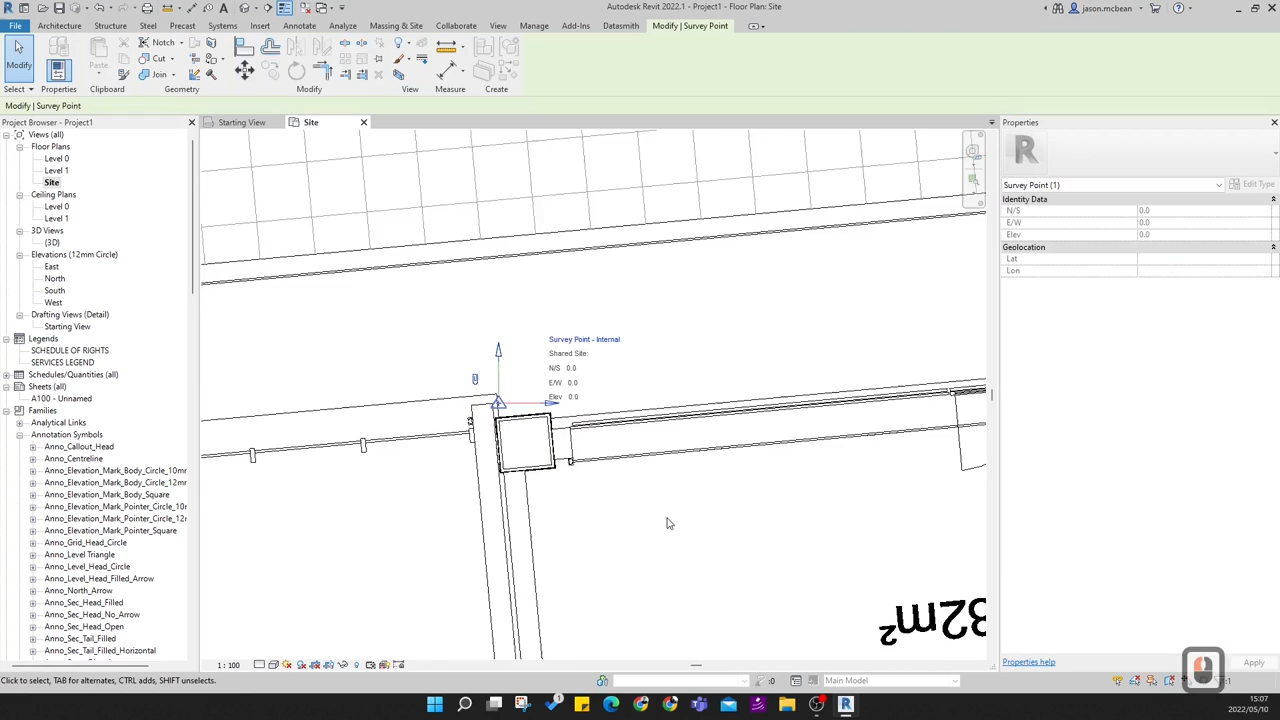 Autodesk Revit 2022.1 - Project1 - Floor Plan: Site
jason.mcbean
File Architecture Structure Steel Precast Systems Insert Annotate Analyze Massing & Site Collaborate View Manage Add-Ins Datasmith Modify | Survey Point
Modify
Paste
Notch
Cut
Join
Select Properties Clipboard Geometry Modify View Measure Create
Modify | Survey Point
Project Browser - Project1
Views (all)
Floor Plans
Level 0
Level 1
Site
Ceiling Plans
Level 0
Level 1
3D Views
(3D)
Elevations (12mm Circle)
East
North
South
West
Drafting Views (Detail)
Starting View
Legends
SCHEDULE OF RIGHTS
SERVICES LEGEND
Schedules/Quantities (all)
Sheets (all)
A100 - Unnamed
Families
Analytical Links
Annotation Symbols
Anno_Callout_Head
Anno_Centreline
Anno_Elevation_Mark_Body_Circle_10m
Anno_Elevation_Mark_Body_Circle_12m
Anno_Elevation_Mark_Body_Square
Anno_Elevation_Mark_Pointer_Circle_10
Anno_Elevation_Mark_Pointer_Circle_12
Anno_Elevation_Mark_Pointer_Square
Anno_Grid_Head_Circle
Anno_Level Triangle
Anno_Level_Head_Circle
Anno_Level_Head_Filled_Arrow
Anno_North_Arrow
Anno_Sec_Head_Filled
Anno_Sec_Head_No_Arrow
Anno_Sec_Head_Open
Anno_Sec_Tail_Filled
Anno_Sec_Tail_Filled_Horizontal
Starting View
Site
Survey Point - Internal
Shared Site:
N/S 0.0
E/W 0.0
Elev 0.0
32m²
1 : 100
Properties
Survey Point (1)
Edit Type
Identity Data
N/S 0.0
E/W 0.0
Elev 0.0
Geolocation
Lat
Lon
Properties help
Apply
Click to select, TAB for alternates, CTRL adds, SHIFT unselects.
:0
Main Model
:1
15:07
2022/05/10